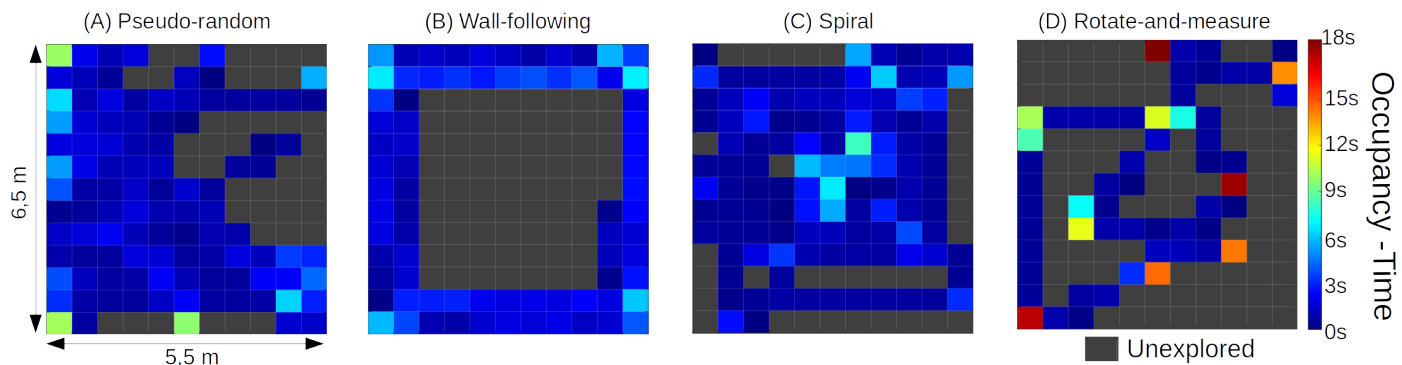 (A) Pseudo-random
(B) Wall-following
(C) Spiral
(D) Rotate-and-measure
6,5 m
5,5 m
18s
15s
12s
9s
6s
3s
0s
Occupancy -Time
Unexplored